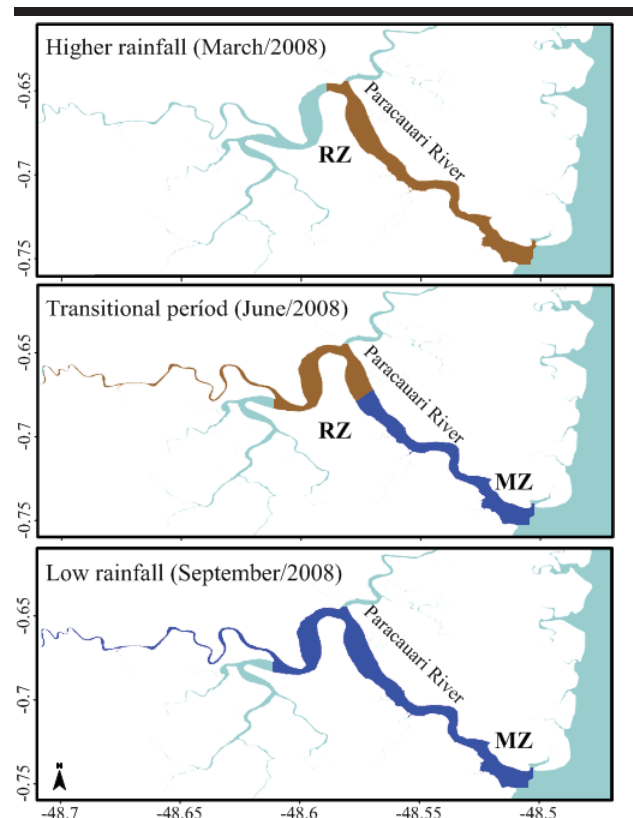 Higher rainfall (March/2008)
-0.65
Paracauari River
RZ
-0.7
-0.75
Transitional períod (June/2008)
-0.65
Paracauari River
-0.7
RZ
MZ
-0.75
Low rainfall (September/2008)
-0.65
Paracauari River
-0.7
MZ
N
-0.75
-48.7
-48.65
-48.6
-48.55
-48.5